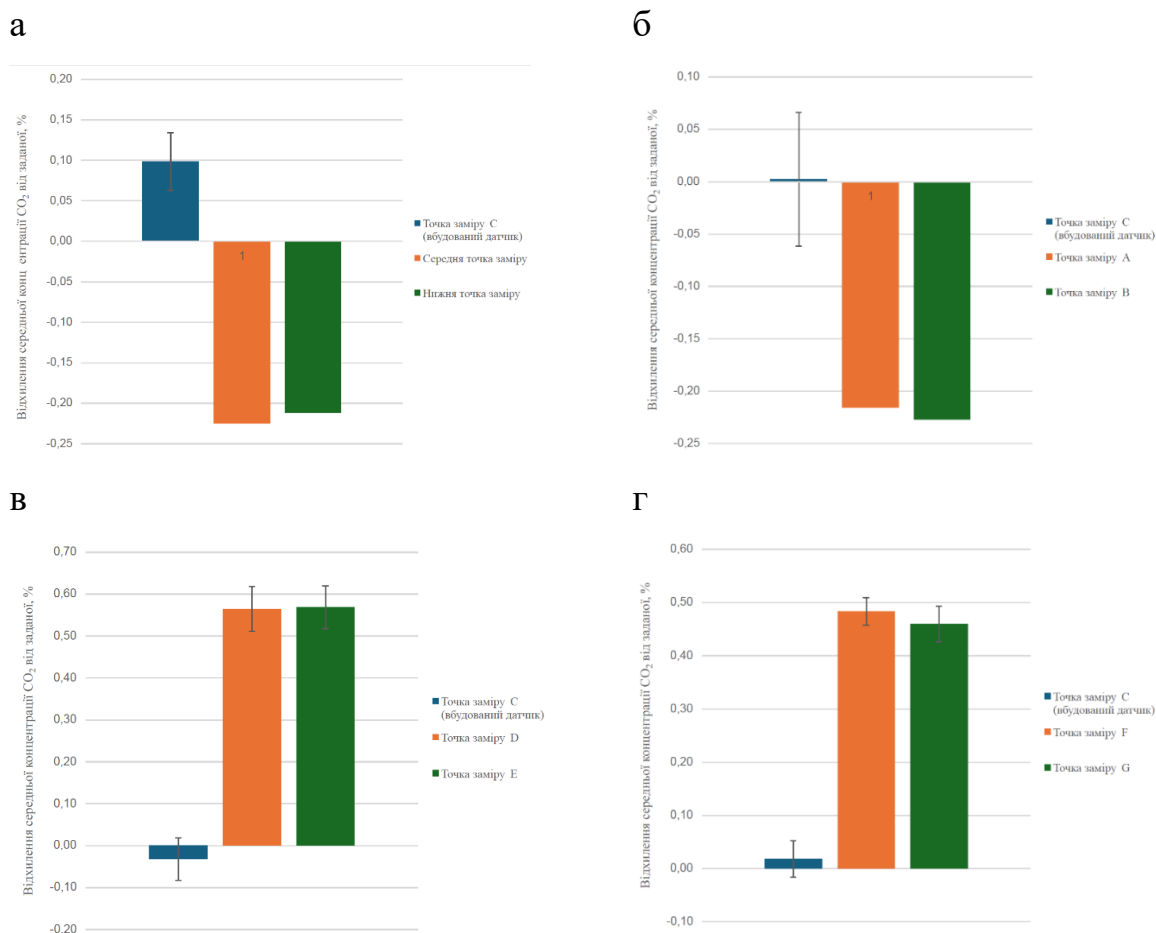 а
Відхилення середньої конц ентрації CO₂ від заданої, %
0,20
0,15
0,10
0,05
0,00
-0,05
-0,10
-0,15
-0,20
-0,25
1
Точка заміру C
(вбудований датчик)
Середня точка заміру
Нижня точка заміру
б
Відхилення середньої концентрації CO₂ від заданої, %
0,10
0,05
0,00
-0,05
-0,10
-0,15
-0,20
-0,25
1
Точка заміру C
(вбудований датчик)
Точка заміру A
Точка заміру B
в
Відхилення середньої концентрації CO₂ від заданої, %
0,70
0,60
0,50
0,40
0,30
0,20
0,10
0,00
-0,10
-0,20
Точка заміру C
(вбудований датчик)
Точка заміру D
Точка заміру E
г
Відхилення середньої концентрації CO₂ від заданої, %
0,60
0,50
0,40
0,30
0,20
0,10
0,00
-0,10
Точка заміру C
(вбудований датчик)
Точка заміру F
Точка заміру G